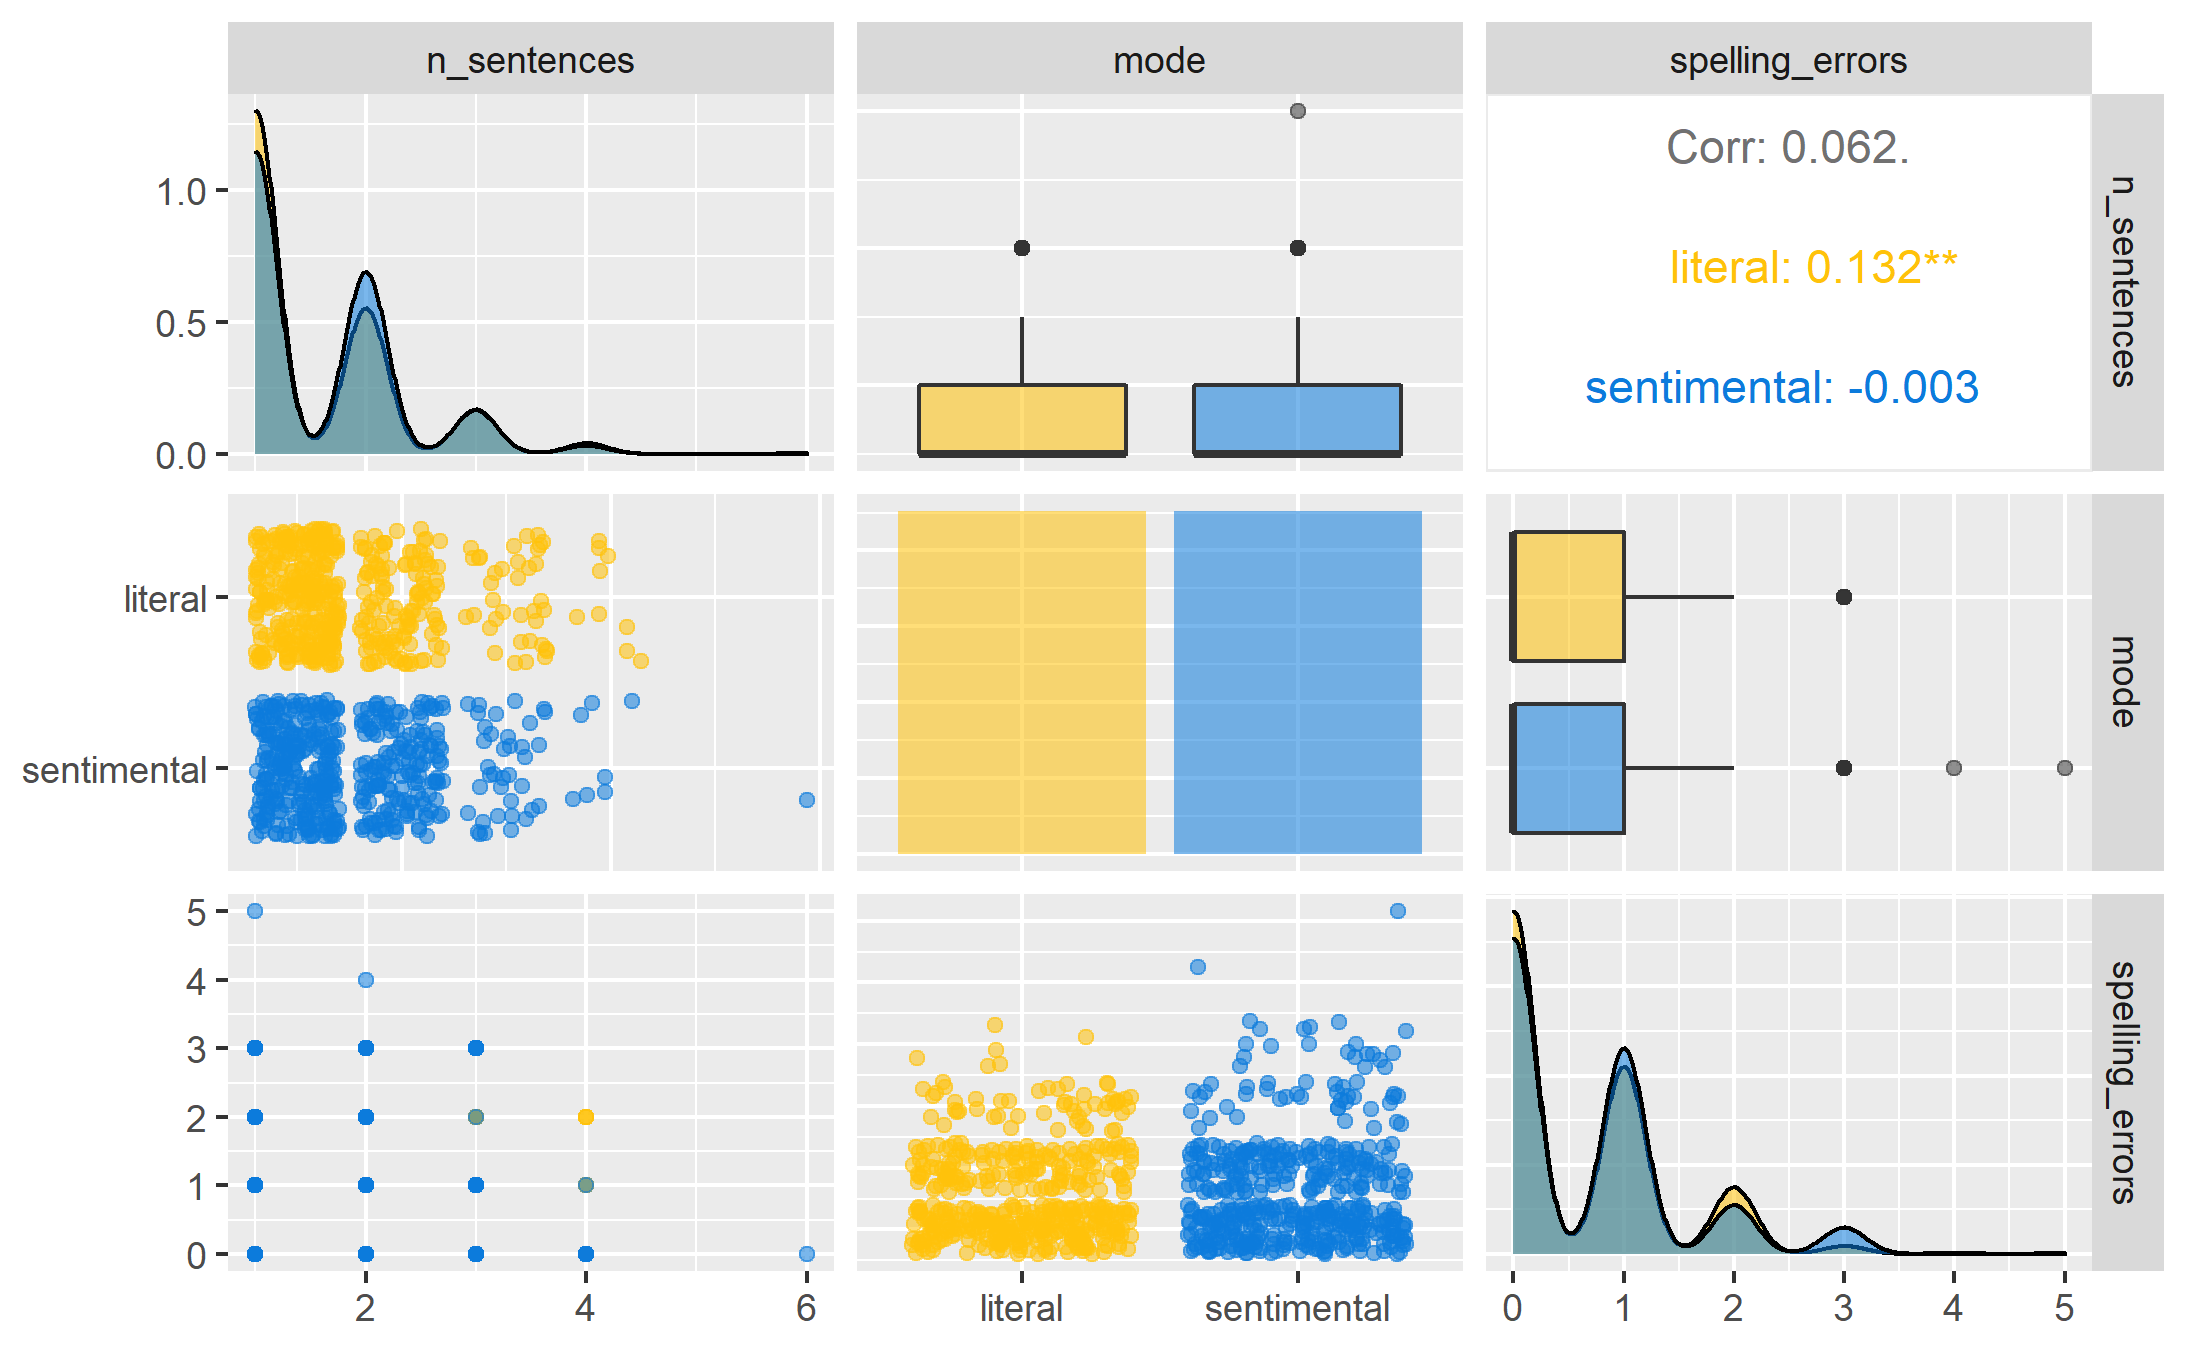 n_sentences
mode
spelling_errors
1.0
0.5
0.0
Corr: 0.062.
literal: 0.132**
sentimental: -0.003
n_sentences
literal
sentimental
mode
5
4
3
2
1
0
spelling_errors
2
4
6
literal
sentimental
0
1
2
3
4
5